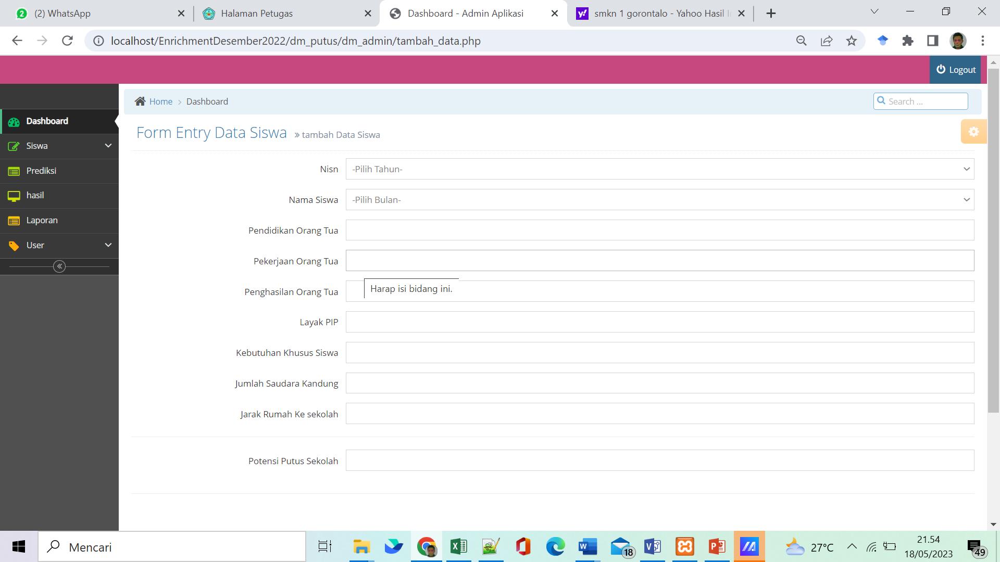 (2) WhatsApp
Halaman Petugas
Dashboard - Admin Aplikasi
smkn 1 gorontalo - Yahoo Hasil
localhost/EnrichmentDesember2022/dm_putus/dm_admin/tambah_data.php
Logout
Home > Dashboard
Search ...
Dashboard
Siswa
Prediksi
hasil
Laporan
User
Form Entry Data Siswa » tambah Data Siswa
Nisn -Pilih Tahun-
Nama Siswa -Pilih Bulan-
Pendidikan Orang Tua
Pekerjaan Orang Tua
Penghasilan Orang Tua
Harap isi bidang ini.
Layak PIP
Kebutuhan Khusus Siswa
Jumlah Saudara Kandung
Jarak Rumah Ke sekolah
Potensi Putus Sekolah
Mencari
18
27°C
21.54
18/05/2023
49